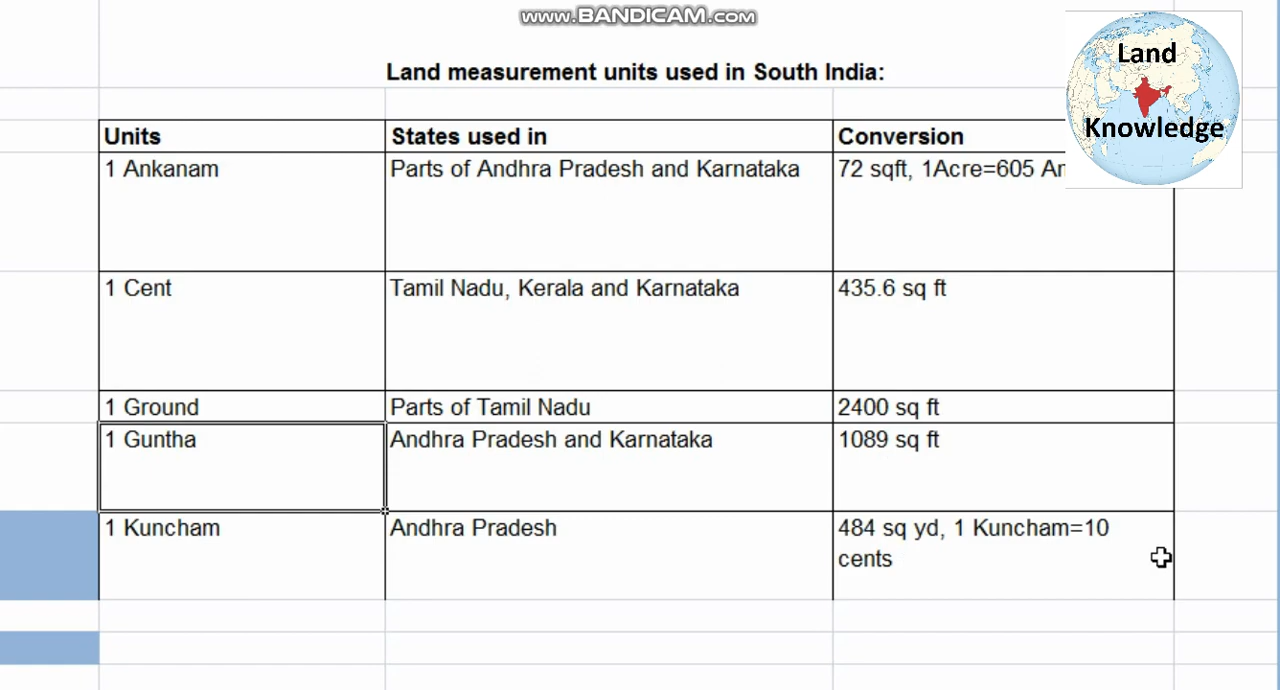 www.BANDICAM.com
Land
Knowledge
Land measurement units used in South India:
Units States used in Conversion
1 Ankanam Parts of Andhra Pradesh and Karnataka 72 sqft, 1Acre=605
1 Cent Tamil Nadu, Kerala and Karnataka 435.6 sq ft
1 Ground Parts of Tamil Nadu 2400 sq ft
1 Guntha Andhra Pradesh and Karnataka 1089 sq ft
1 Kuncham Andhra Pradesh 484 sq yd, 1 Kuncham=10
cents